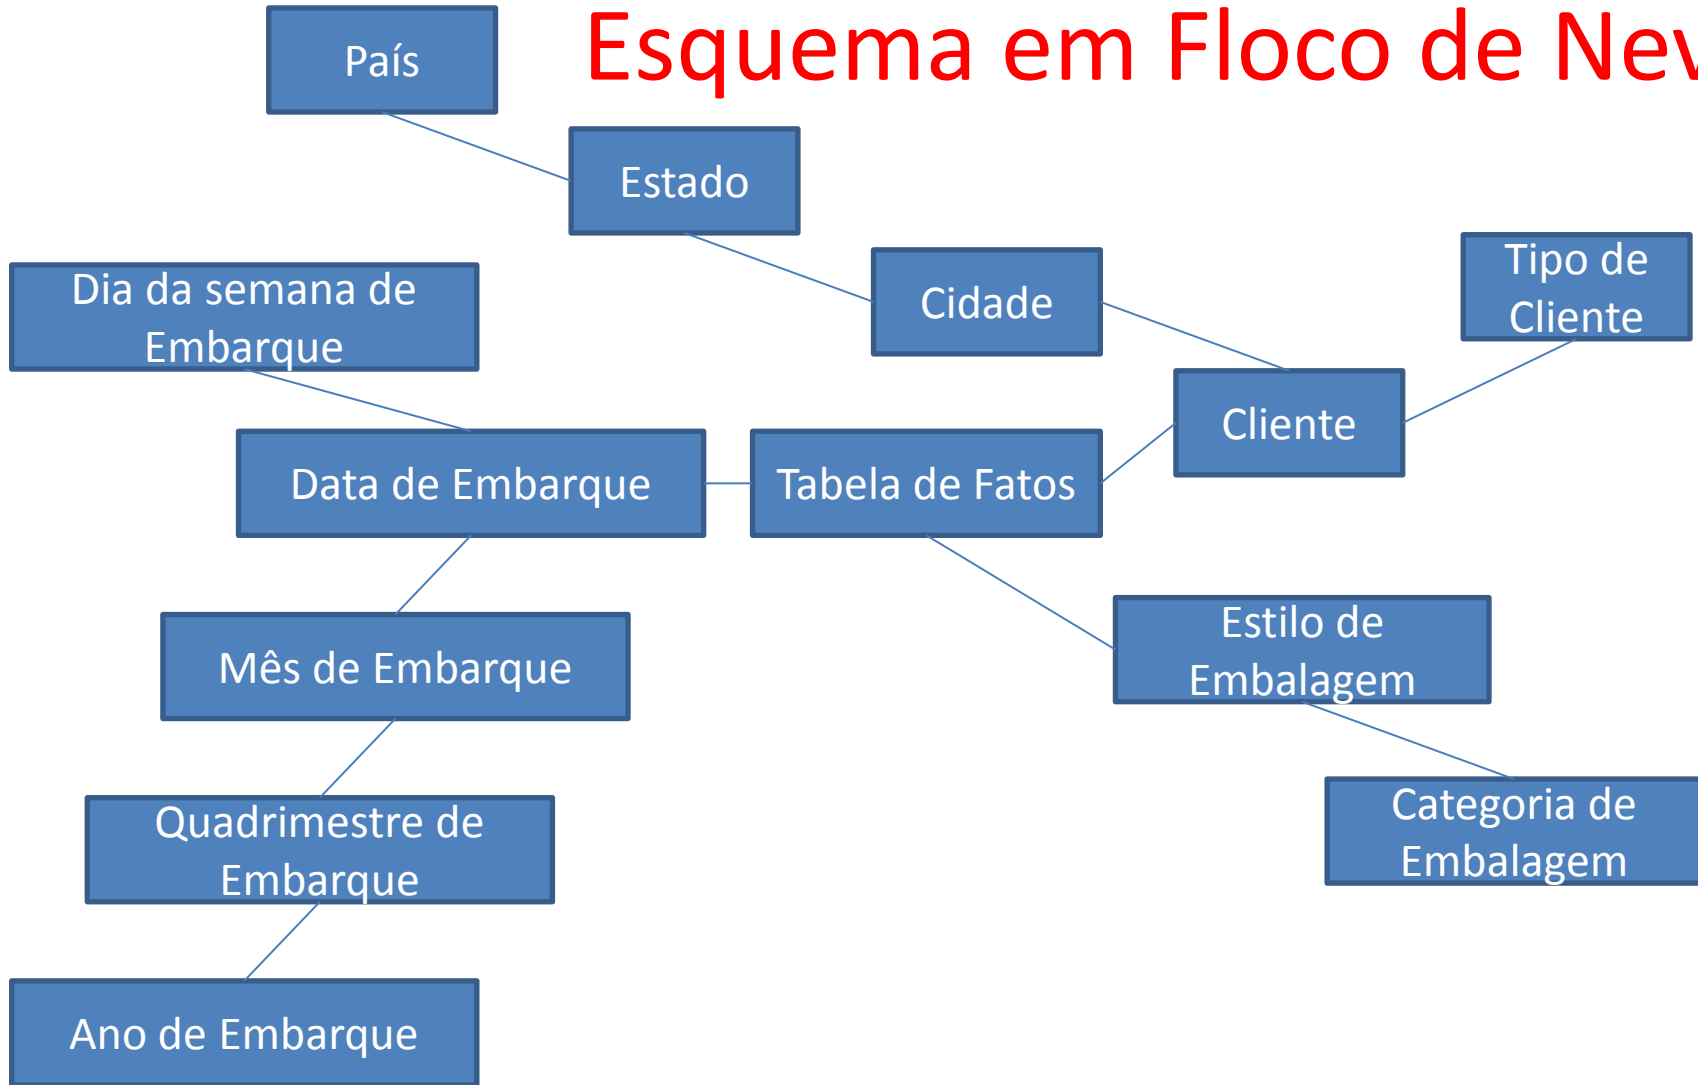 Esquema em Floco de Nev
País
Estado
Cidade
Tipo de
Cliente
Dia da semana de
Embarque
Cliente
Data de Embarque
Tabela de Fatos
Estilo de
Embalagem
Mês de Embarque
Categoria de
Embalagem
Quadrimestre de
Embarque
Ano de Embarque